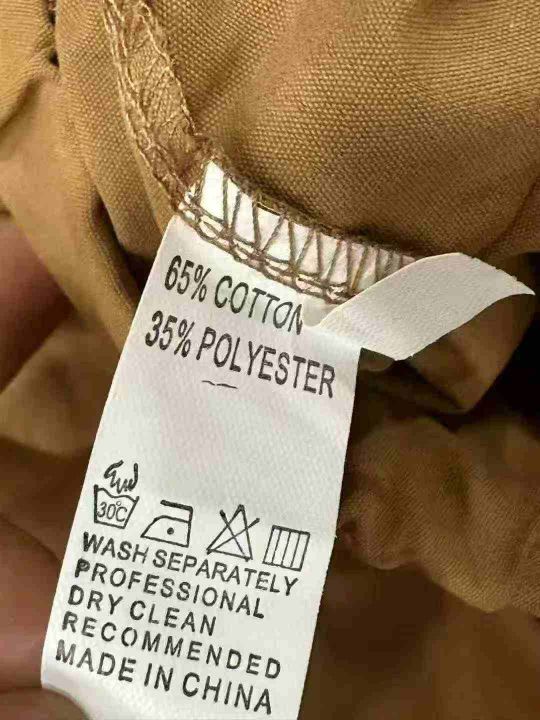 65% COTTON
35% POLYESTER
30℃
WASH SEPARATELY
PROFESSIONAL
DRY CLEAN
RECOMMENDED
MADE IN CHINA